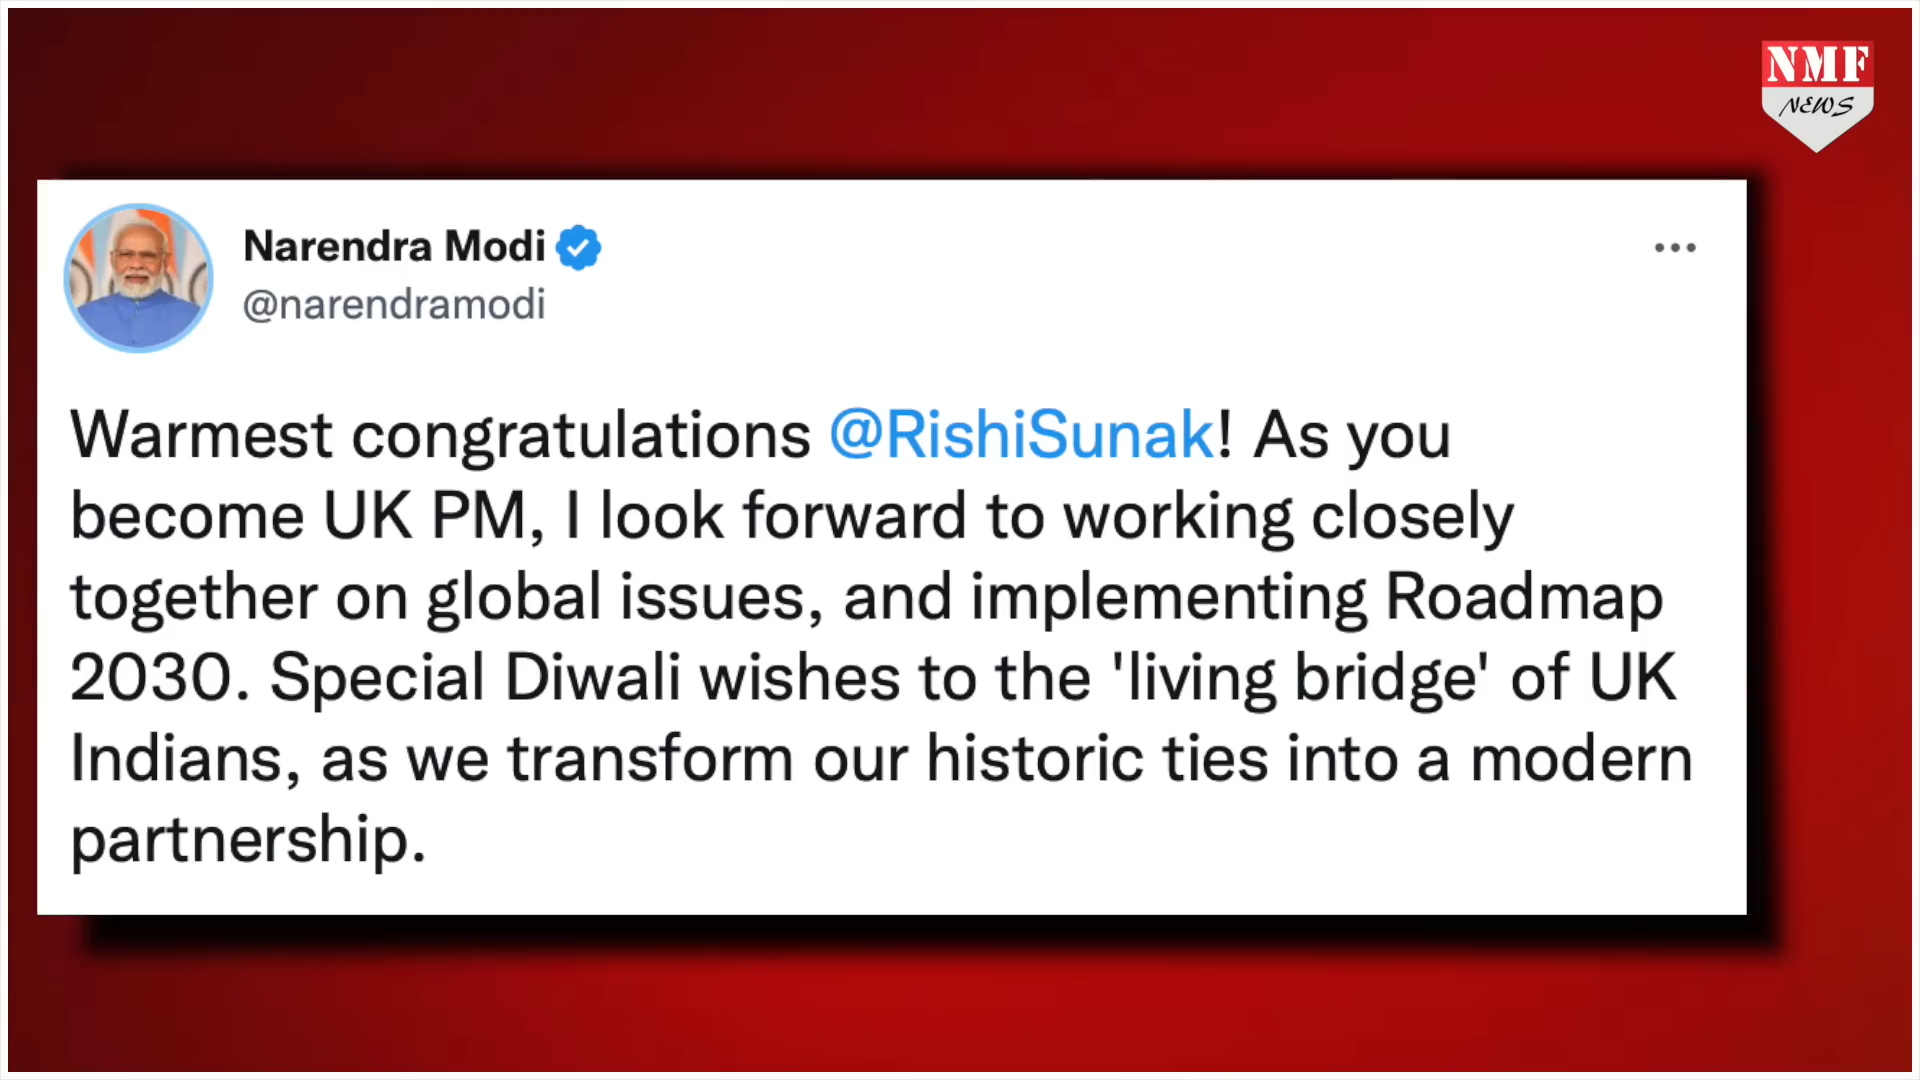 NMF
NEWS
Narendra Modi
@narendramodi
Warmest congratulations @RishiSunak! As you
become UK PM, I look forward to working closely
together on global issues, and implementing Roadmap
2030. Special Diwali wishes to the 'living bridge' of UK
Indians, as we transform our historic ties into a modern
partnership.